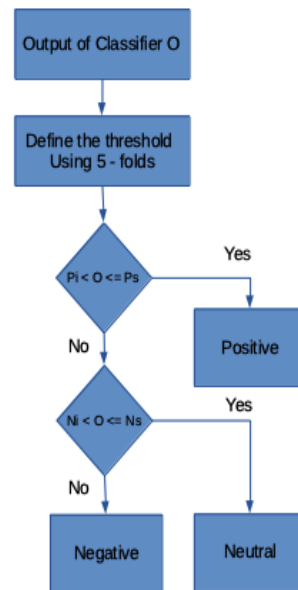 Output of Classifier O
Define the threshold
Using 5 - folds
Pi < O <= Ps
Yes
No
Positive
Ni < O <= Ns
Yes
No
Negative
Neutral